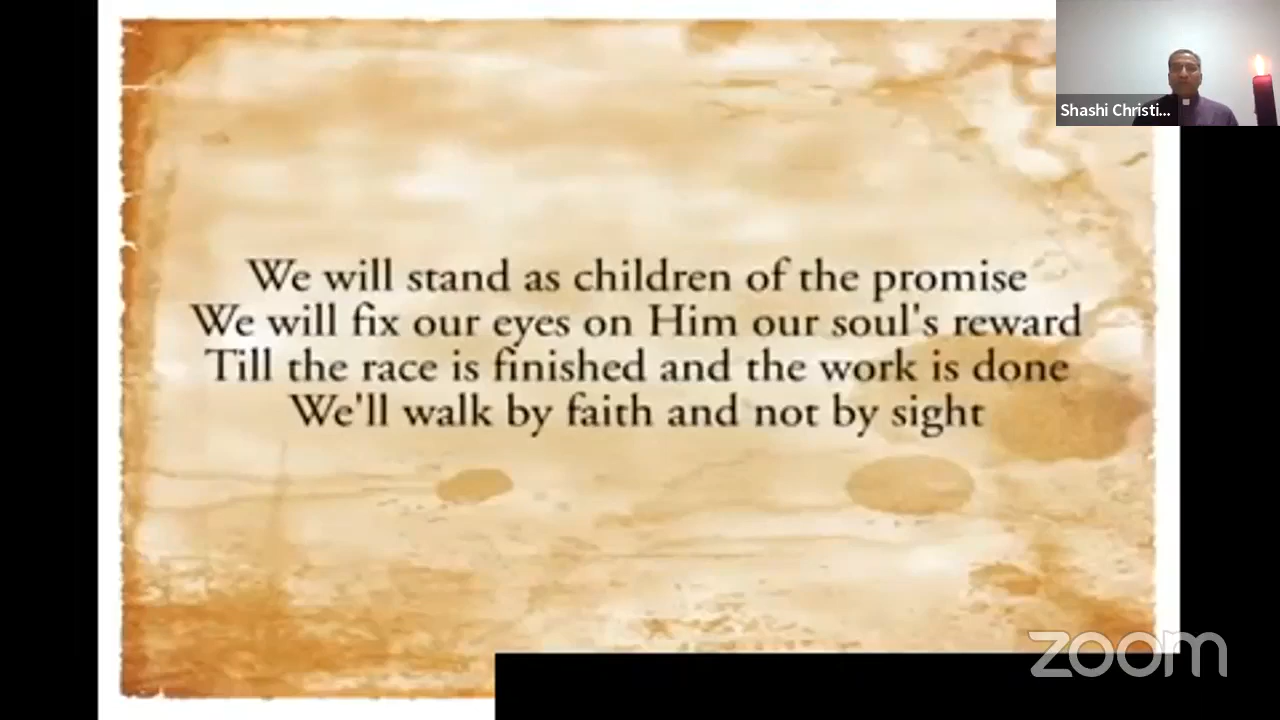 Shashi Christi...
We will stand as children of the promise
We will fix our eyes on Him our soul's reward
Till the race is finished and the work is done
We'll walk by faith and not by sight
zoom